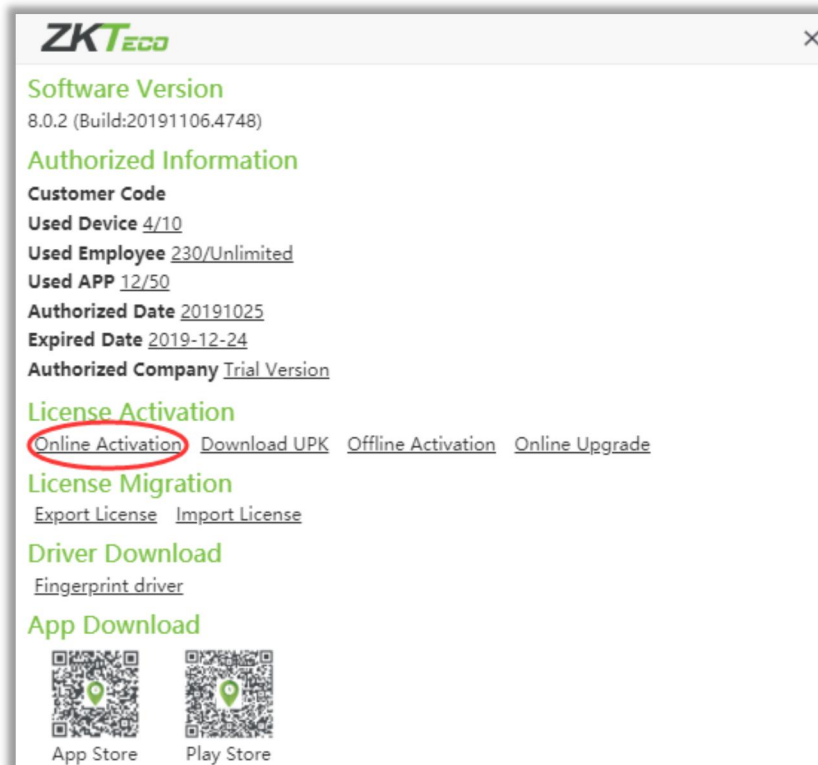 ZKTeco
Software Version
8.0.2 (Build:20191106.4748)
Authorized Information
Customer Code
Used Device 4/10
Used Employee 230/Unlimited
Used APP 12/50
Authorized Date 20191025
Expired Date 2019-12-24
Authorized Company Trial Version
License Activation
Online Activation Download UPK Offline Activation Online Upgrade
License Migration
Export License Import License
Driver Download
Fingerprint driver
App Download
App Store Play Store